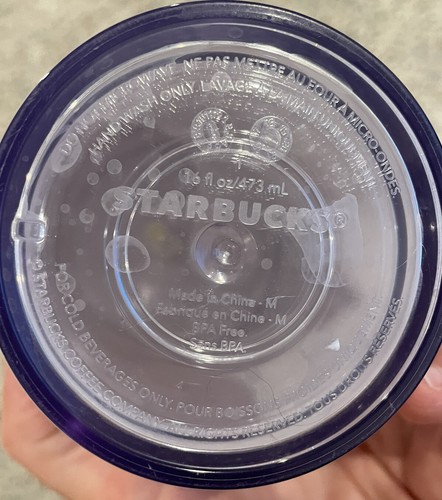 DO NOT MICROWAVE. NE PAS METTRE AU FOUR À MICRO-ONDES.
HAND WASH ONLY. LAVAGE À LA MAIN
16 fl oz/473 mL
STARBUCKS®
Made in China - M
Fabriqué en Chine - M
BPA Free.
Sans BPA.
FOR COLD BEVERAGES ONLY. POUR BOISSONS
© STARBUCKS COFFEE COMPANY. ALL RIGHTS RESERVED. TOUS DROITS RÉSERVÉS.